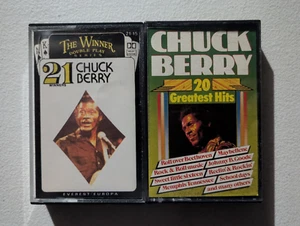 The Winner
DOUBLE PLAY
SERIES
21 CHUCK
BERRY
EVEREST EUROPA
CHUCK
BERRY
20
Greatest Hits
Roll over Beethoven Maybellene
Rock & Roll music Johnny B. Goode
Sweet little sixteen Reelin & Rockin
Memphis Tennessee School days
and many others